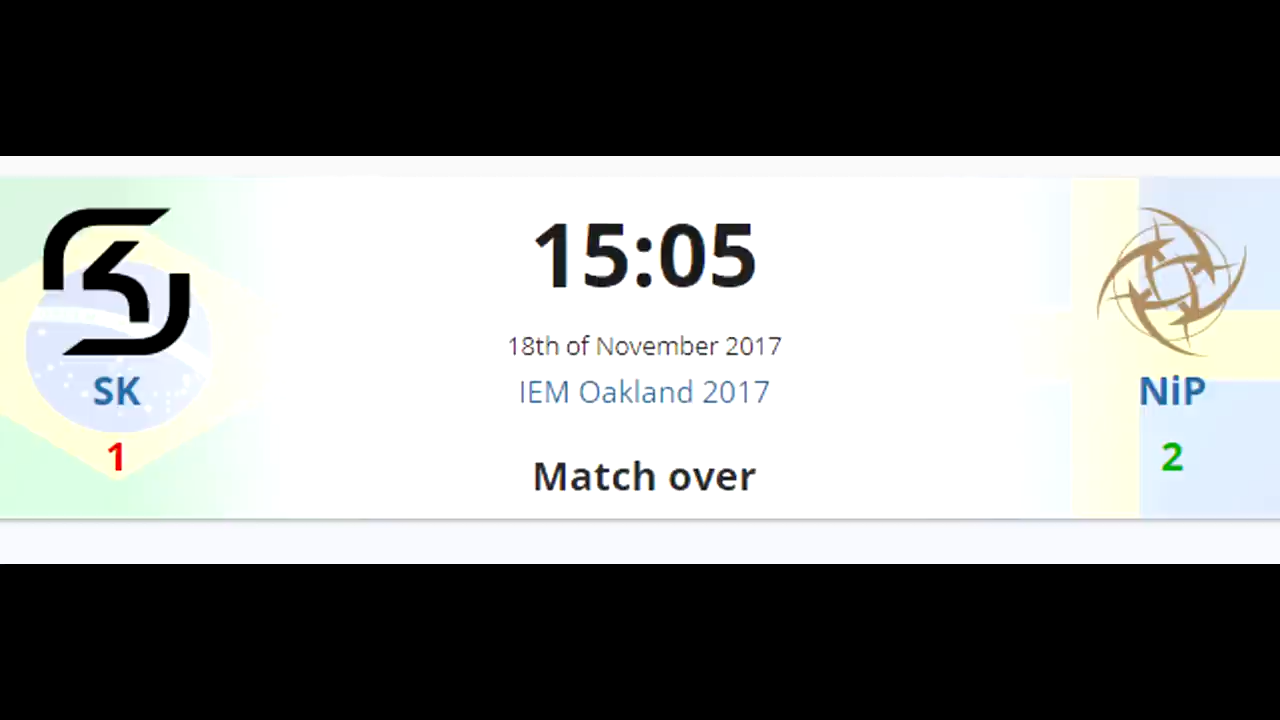 15:05
18th of November 2017
IEM Oakland 2017
SK
NiP
1
2
Match over